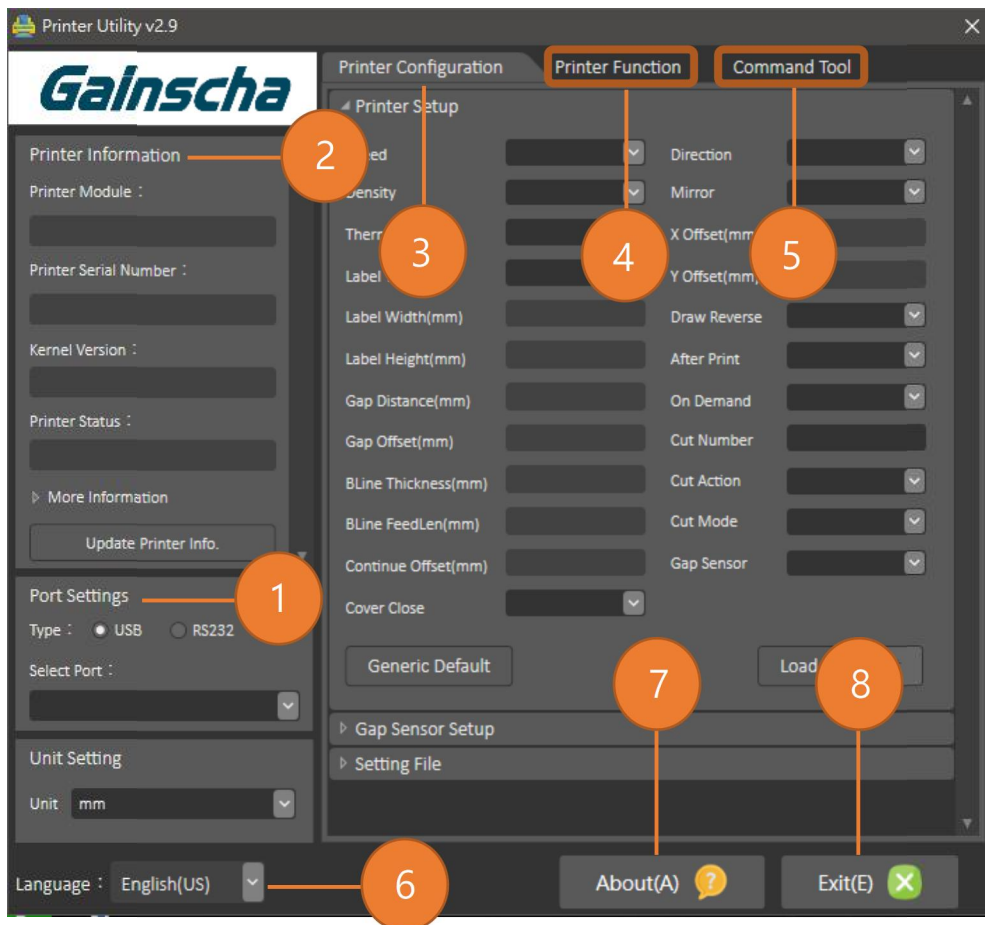 Printer Utility v2.9
Gainscha
Printer Configuration
Printer Function
Command Tool
Printer Setup
Printer Information
2
Direction
Printer Module :
Density
Mirror
3
4
X Offset(mm
5
Printer Serial Number :
Label
Y Offset(mm)
Label Width(mm)
Draw Reverse
Kernel Version :
Label Height(mm)
After Print
Gap Distance(mm)
On Demand
Printer Status :
Gap Offset(mm)
Cut Number
More Information
BLine Thickness(mm)
Cut Action
BLine FeedLen(mm)
Cut Mode
Update Printer Info.
Continue Offset(mm)
Gap Sensor
Port Settings
1
Cover Close
Type : USB RS232
Select Port :
Generic Default
7
Load
8
Gap Sensor Setup
Unit Setting
Setting File
Unit mm
Language : English(US)
6
About(A) ?
Exit(E)